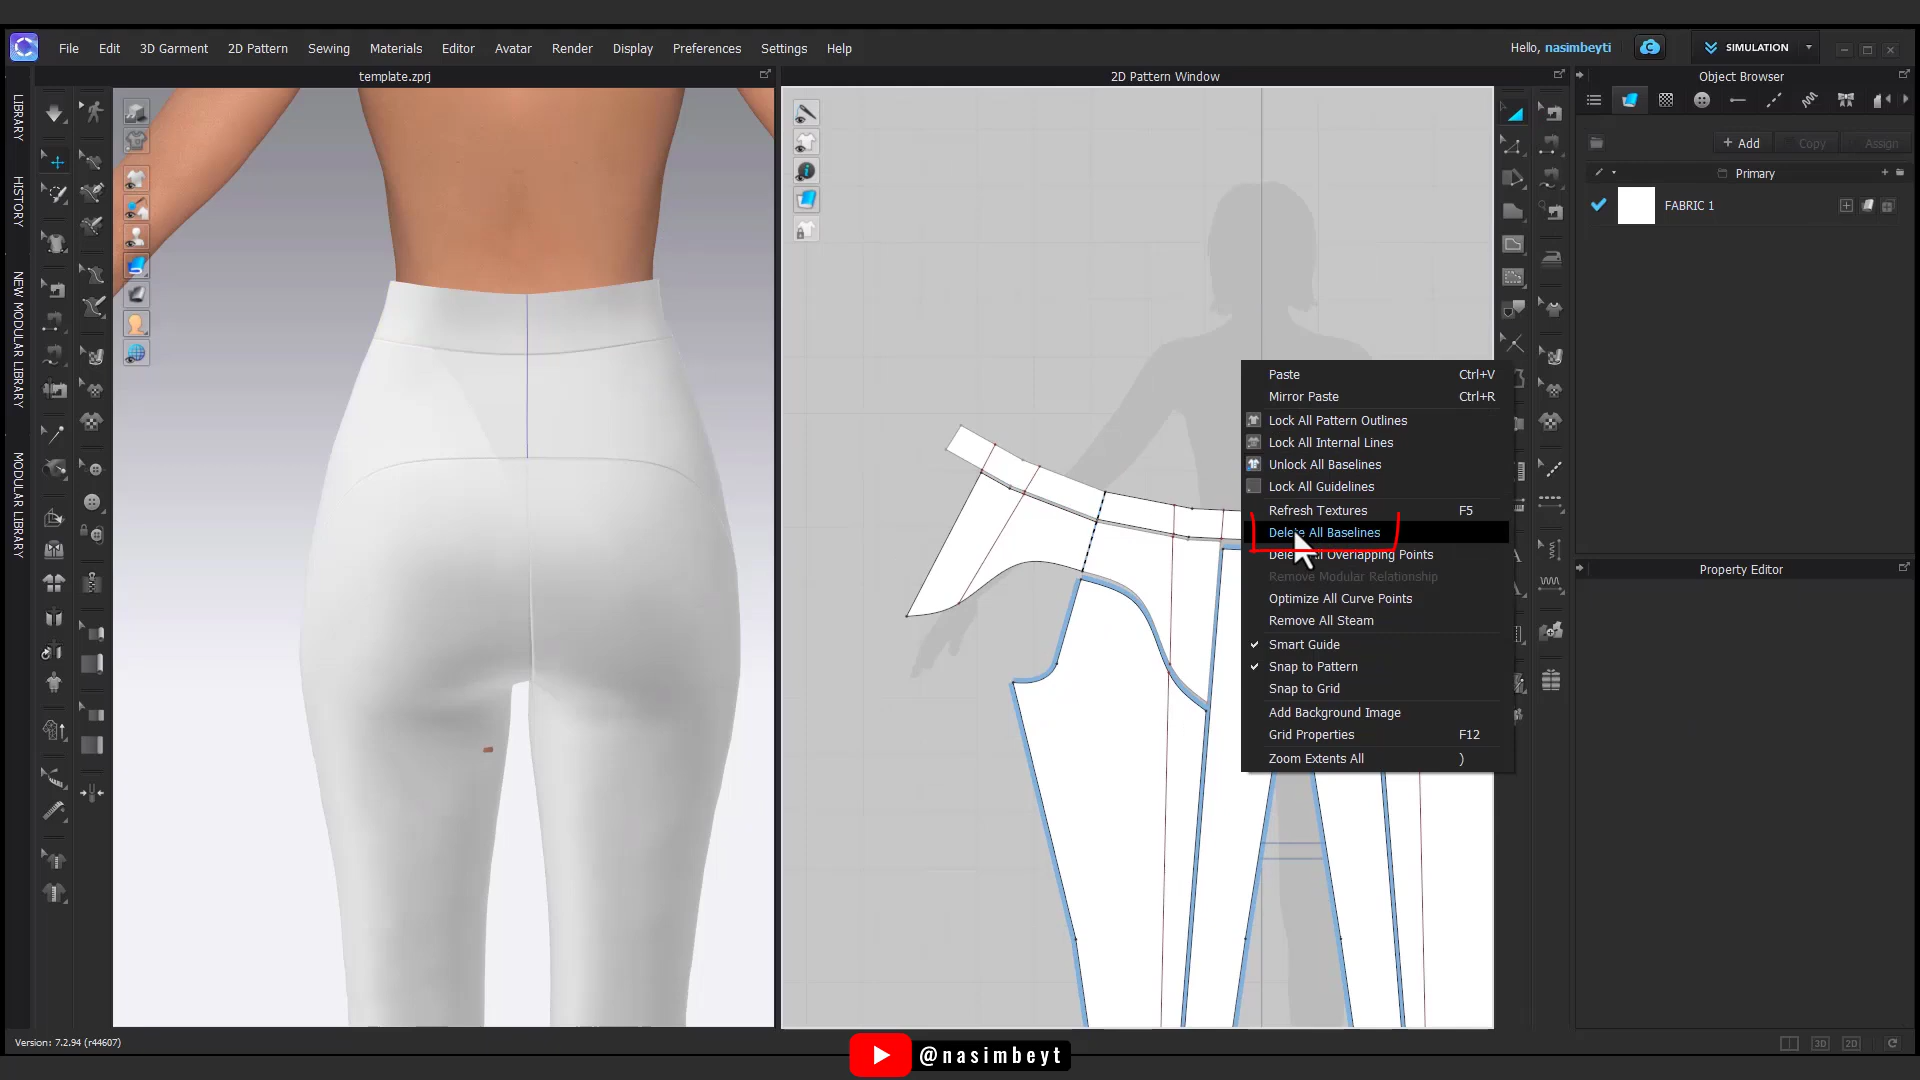 File Edit 3D Garment 2D Pattern Sewing Materials Editor Avatar Render Display Preferences Settings Help
Hello, nasimbeyti
SIMULATION
template.zprj
2D Pattern Window
Object Browser
LIBRARY
HISTORY
NEW MODULAR LIBRARY
MODULAR LIBRARY
+ Add Copy Assign
Primary
FABRIC 1
Paste Ctrl+V
Mirror Paste Ctrl+R
Lock All Pattern Outlines
Lock All Internal Lines
Unlock All Baselines
Lock All Guidelines
Refresh Textures F5
Delete All Baselines
Delete All Overlapping Points
Remove Modular Relationship
Optimize All Curve Points
Remove All Steam
Smart Guide
Snap to Pattern
Snap to Grid
Add Background Image
Grid Properties F12
Zoom Extents All )
Property Editor
Version: 7.2.94 (r44607)
3D 2D
@nasimbeyt